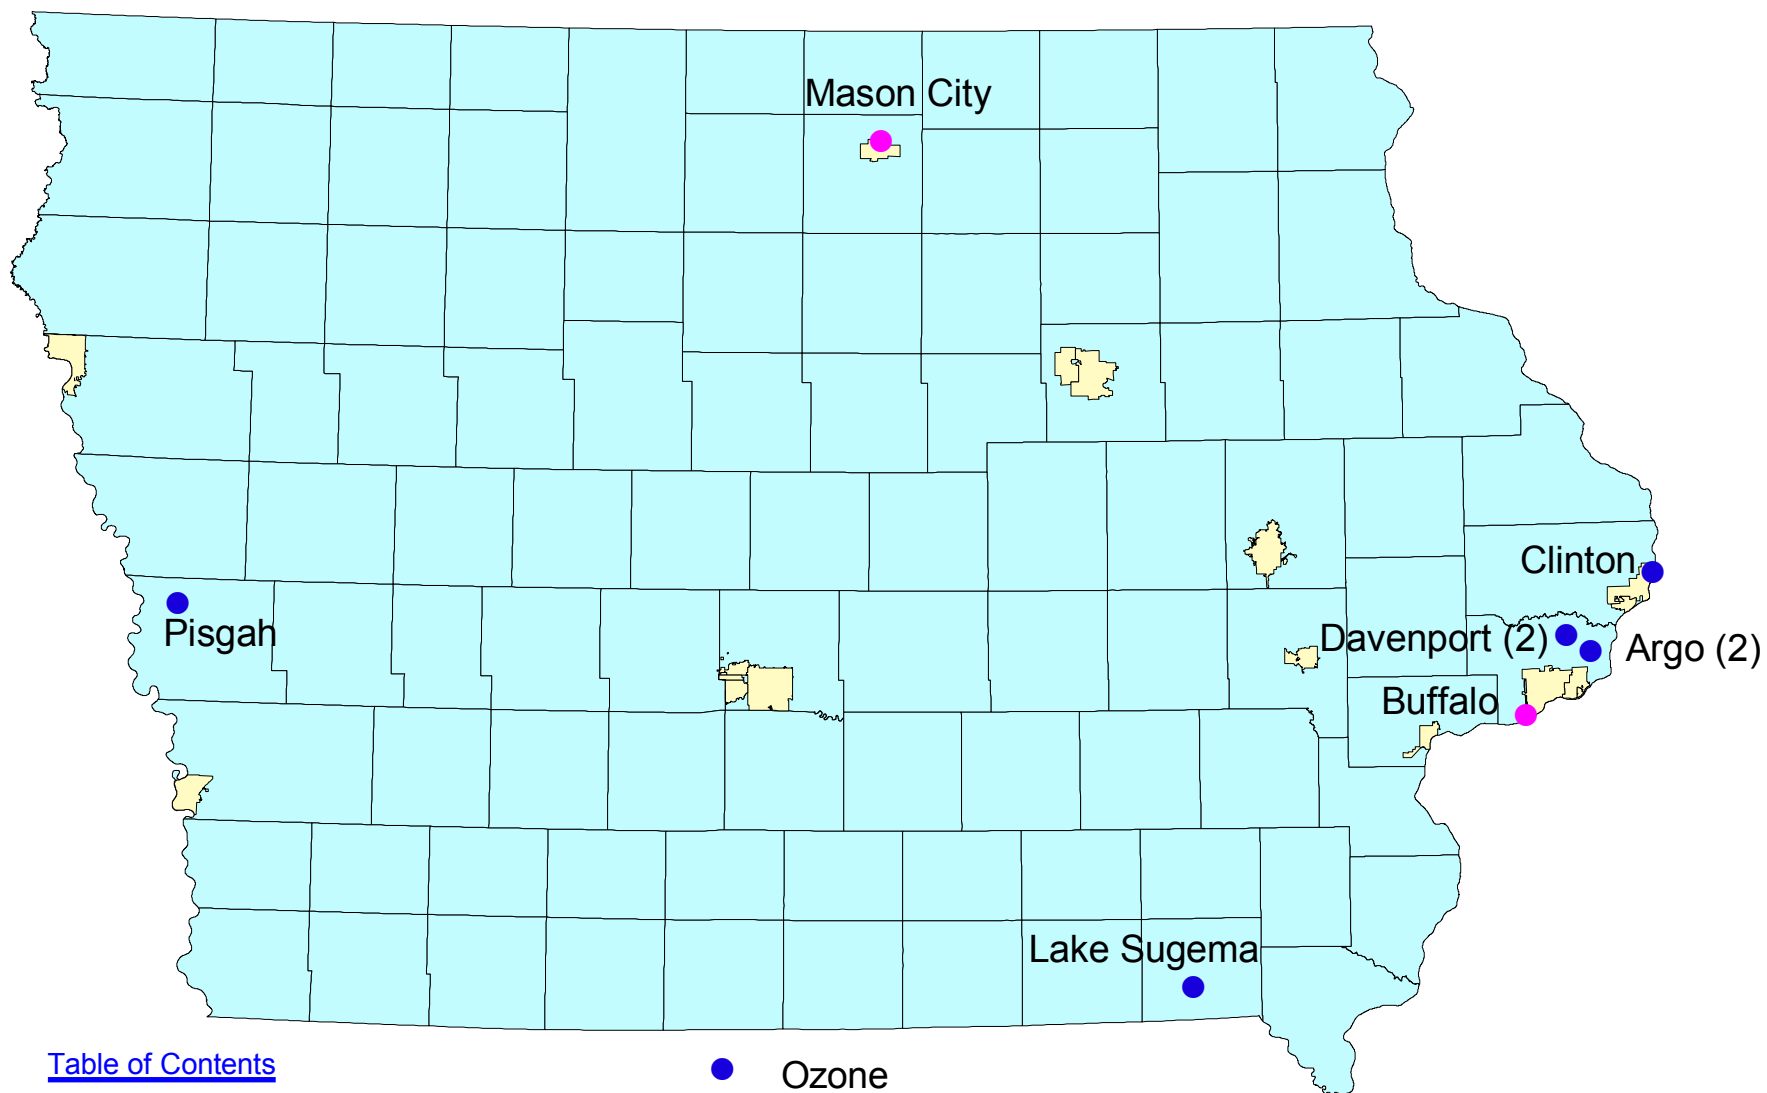 Mason City
Clinton
Pisgah
Davenport (2)
Argo (2)
Buffalo
Lake Sugema
Table of Contents
Ozone